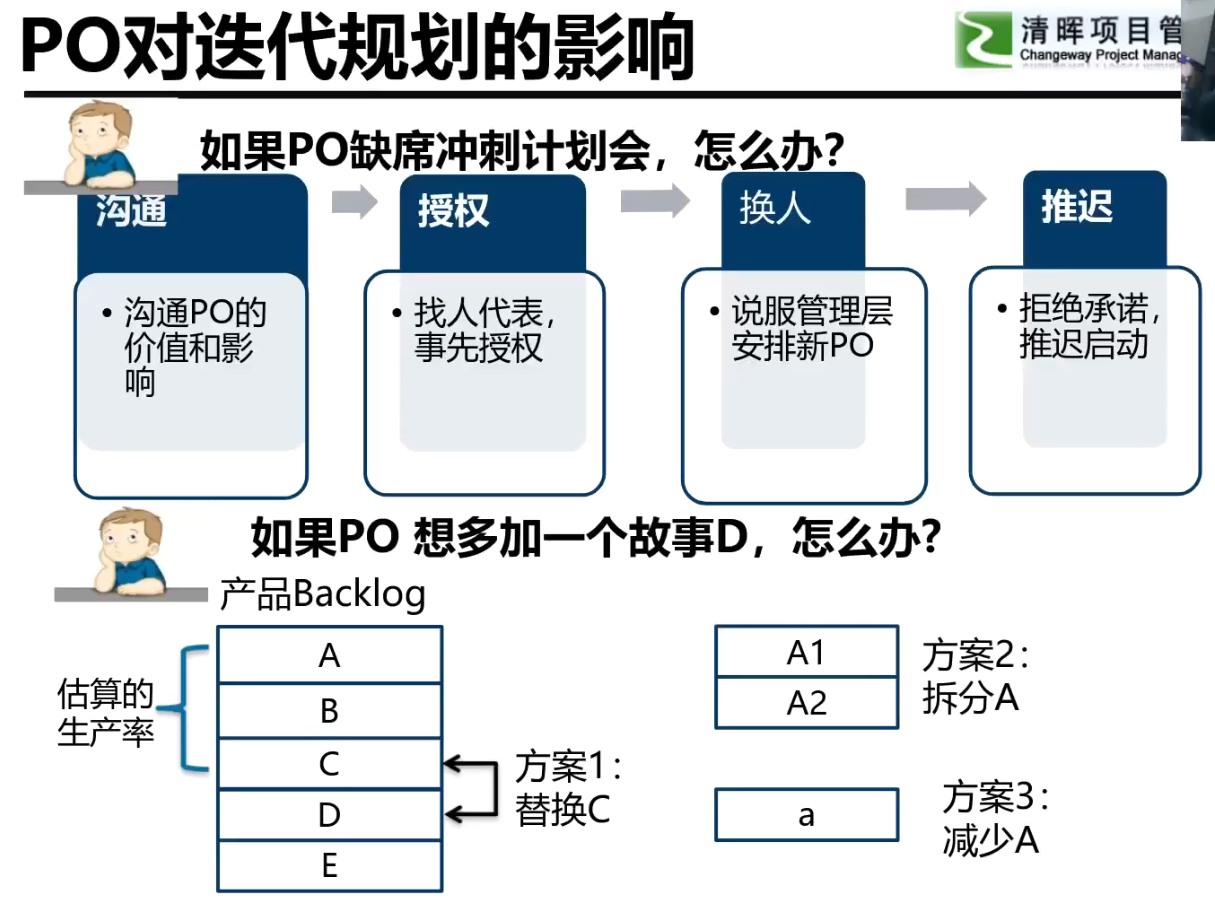 PO对迭代规划的影响
清晖项目管
Changeway Project Manag
如果PO缺席冲刺计划会，怎么办？
沟通
授权
换人
推迟
• 沟通PO的
价值和影
响
• 找人代表，
事先授权
• 说服管理层
安排新PO
• 拒绝承诺，
推迟启动
如果PO 想多加一个故事D，怎么办？
产品Backlog
估算的
生产率
A
B
C
D
E
方案1：
替换C
A1
A2
方案2：
拆分A
a
方案3：
减少A